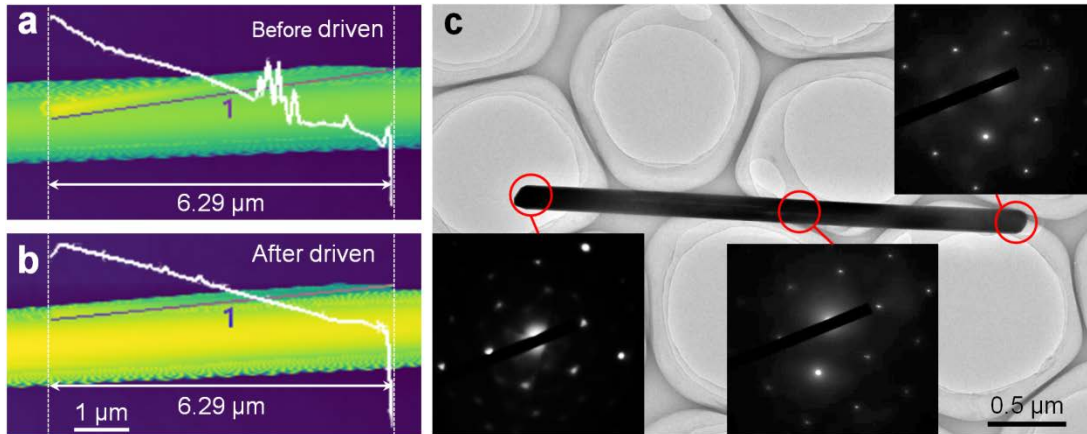 a
Before driven
1
6.29 µm
b
After driven
1
6.29 µm
1 µm
c
0.5 µm